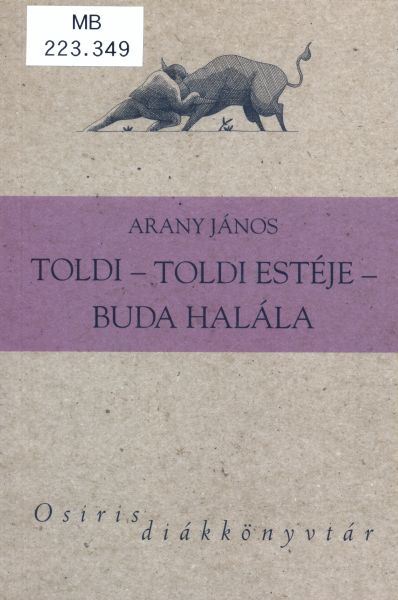 MB
223.349
ARANY JÁNOS
TOLDI – TOLDI ESTÉJE –
BUDA HALÁLA
Osiris
diákkönyvtár